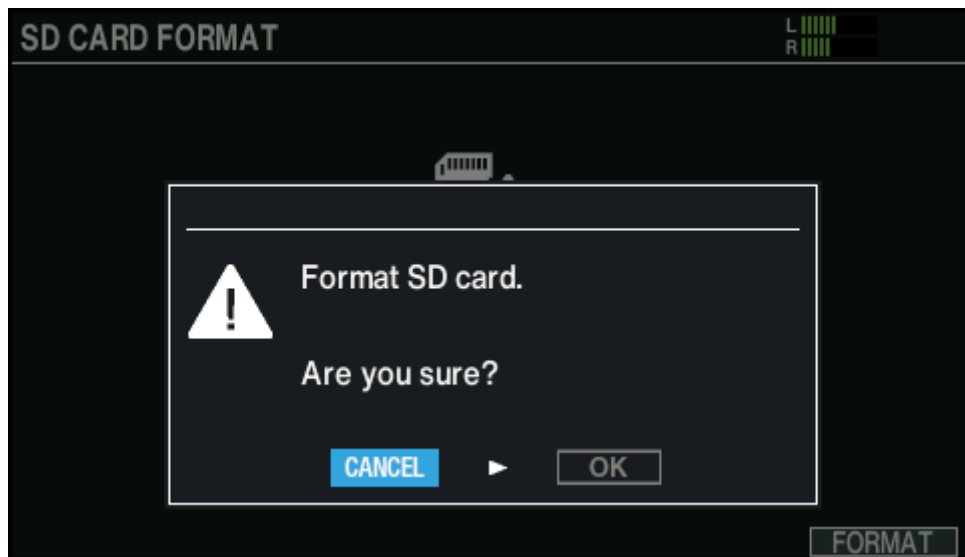 SD CARD FORMAT
L
R
!
Format SD card.
Are you sure?
CANCEL ► OK
FORMAT